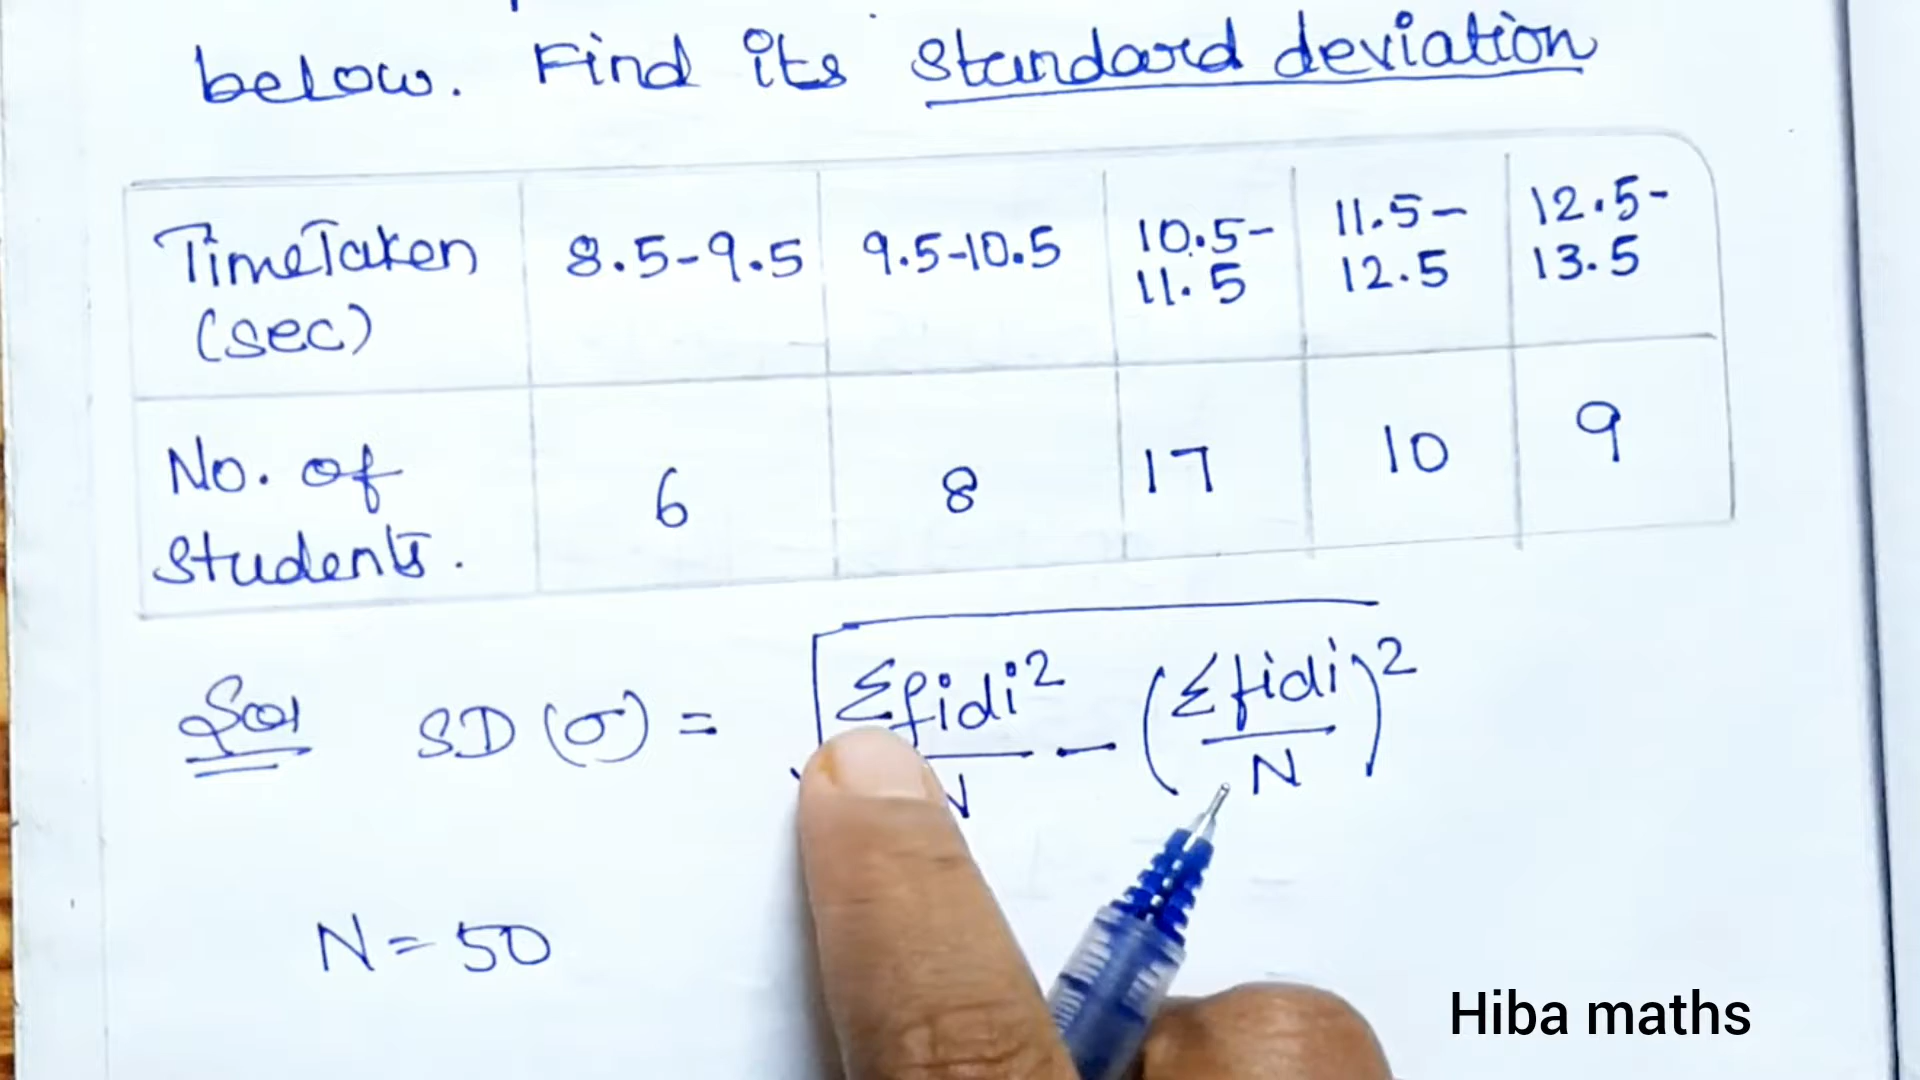 below. Find its standard deviation
Time Taken (sec) 8.5-9.5 9.5-10.5 10.5-11.5 11.5-12.5 12.5-13.5
No. of students. 6 8 17 10 9
Sol SD (σ) = √ Σfidi² / N - (Σfidi / N)²
N = 50
Hiba maths